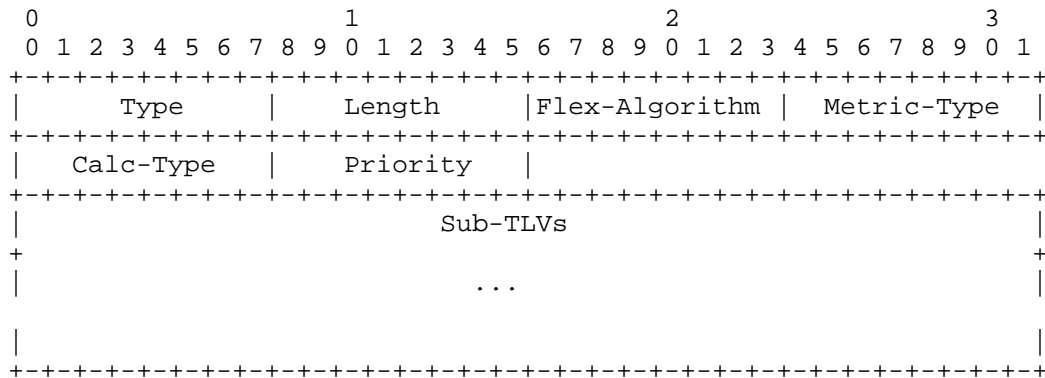 0                   1                   2                   3
 0 1 2 3 4 5 6 7 8 9 0 1 2 3 4 5 6 7 8 9 0 1 2 3 4 5 6 7 8 9 0 1
+-+-+-+-+-+-+-+-+-+-+-+-+-+-+-+-+-+-+-+-+-+-+-+-+-+-+-+-+-+-+-+-+
|      Type     |    Length     |Flex-Algorithm |  Metric-Type  |
+-+-+-+-+-+-+-+-+-+-+-+-+-+-+-+-+-+-+-+-+-+-+-+-+-+-+-+-+-+-+-+-+
|   Calc-Type   |    Priority   |
+-+-+-+-+-+-+-+-+-+-+-+-+-+-+-+-+-+-+-+-+-+-+-+-+-+-+-+-+-+-+-+-+
|                          Sub-TLVs                             |
+                                                               +
|                            ...                                |

|                                                               |
+-+-+-+-+-+-+-+-+-+-+-+-+-+-+-+-+-+-+-+-+-+-+-+-+-+-+-+-+-+-+-+-+